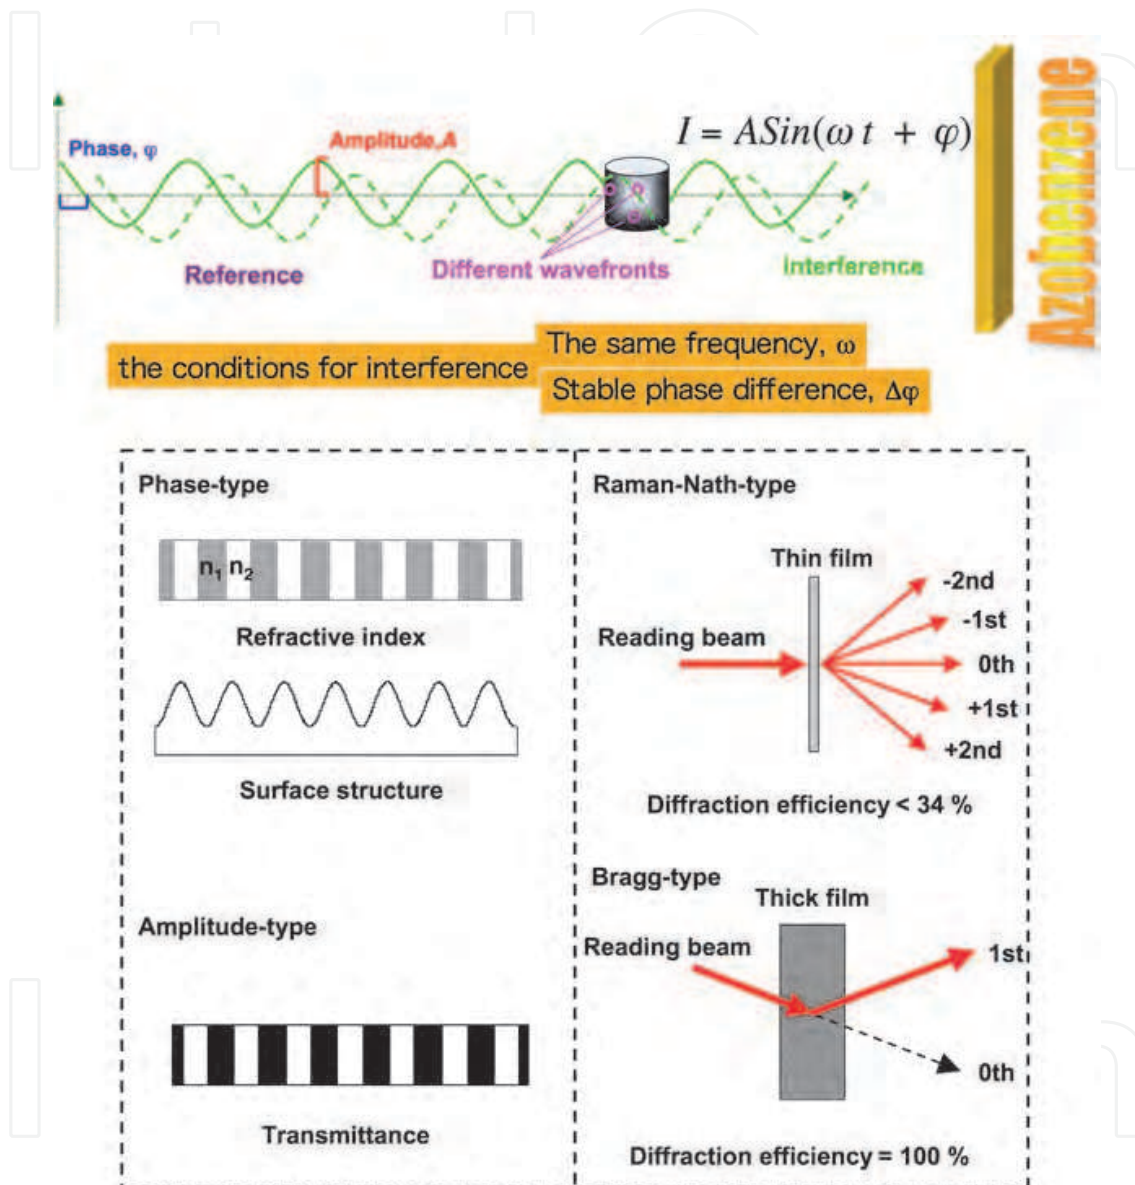 I = ASin(ω t + φ)
Phase, φ
Amplitude,A
Azobenzene
Reference
Different wavefronts
Interference
the conditions for interference
The same frequency, ω
Stable phase difference, Δφ
Phase-type
n1 n2
Refractive index
Surface structure
Amplitude-type
Transmittance
Raman-Nath-type
Thin film
Reading beam
-2nd
-1st
0th
+1st
+2nd
Diffraction efficiency < 34 %
Bragg-type
Thick film
Reading beam
1st
0th
Diffraction efficiency = 100 %